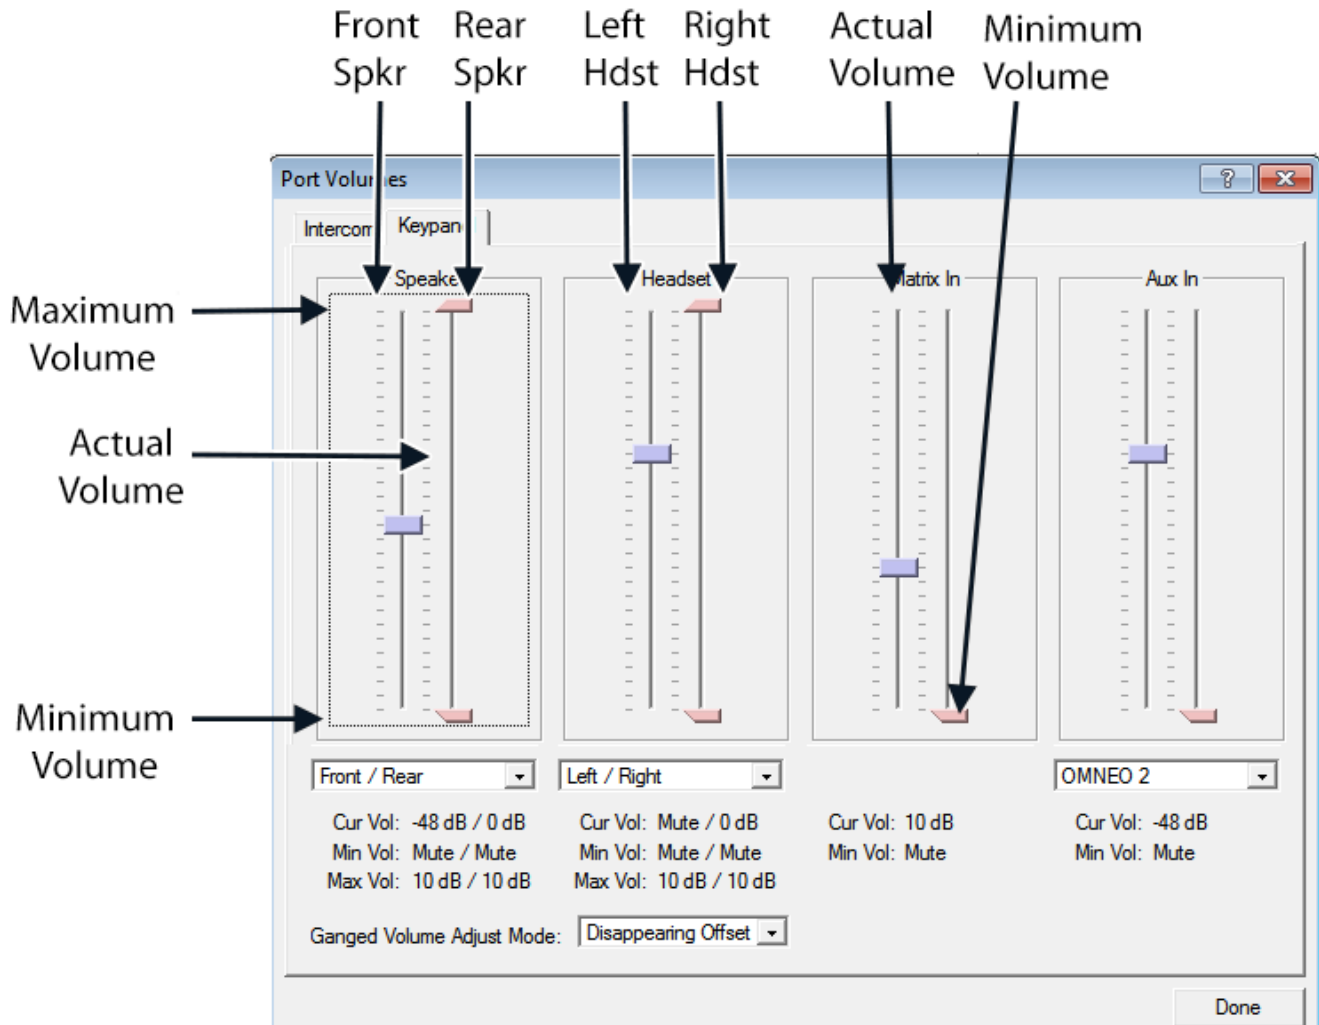 Front Spkr
Rear Spkr
Left Hdst
Right Hdst
Actual Volume
Minimum Volume
Port Volumes
Intercom
Keypan
Speaker
Headset
Matrix In
Aux In
Maximum Volume
Actual Volume
Minimum Volume
Front / Rear
Left / Right
OMNEO 2
Cur Vol: -48 dB / 0 dB
Min Vol: Mute / Mute
Max Vol: 10 dB / 10 dB
Cur Vol: Mute / 0 dB
Min Vol: Mute / Mute
Max Vol: 10 dB / 10 dB
Cur Vol: 10 dB
Min Vol: Mute
Cur Vol: -48 dB
Min Vol: Mute
Ganged Volume Adjust Mode: Disappearing Offset
Done